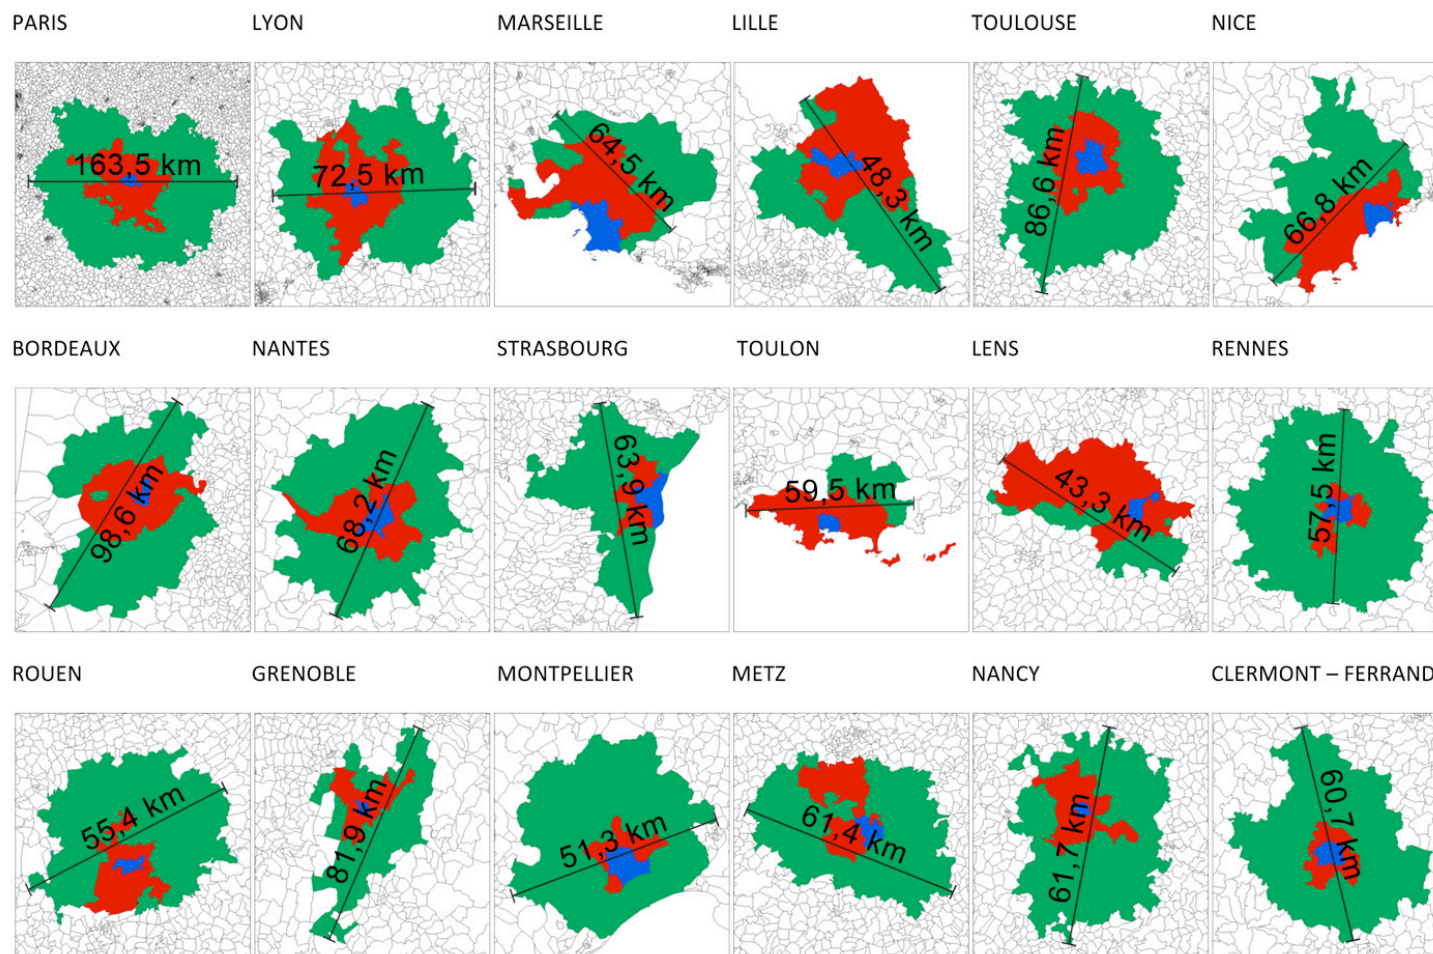 PARIS LYON MARSEILLE LILLE TOULOUSE NICE
163,5 km 72,5 km 64,5 km 48,3 km 86,6 km 66,8 km
BORDEAUX NANTES STRASBOURG TOULON LENS RENNES
98,6 km 68,2 km 63,9 km 59,5 km 43,3 km 57,5 km
ROUEN GRENOBLE MONTPELLIER METZ NANCY CLERMONT – FERRAND
55,4 km 81,9 km 51,3 km 61,4 km 61,7 km 60,7 km